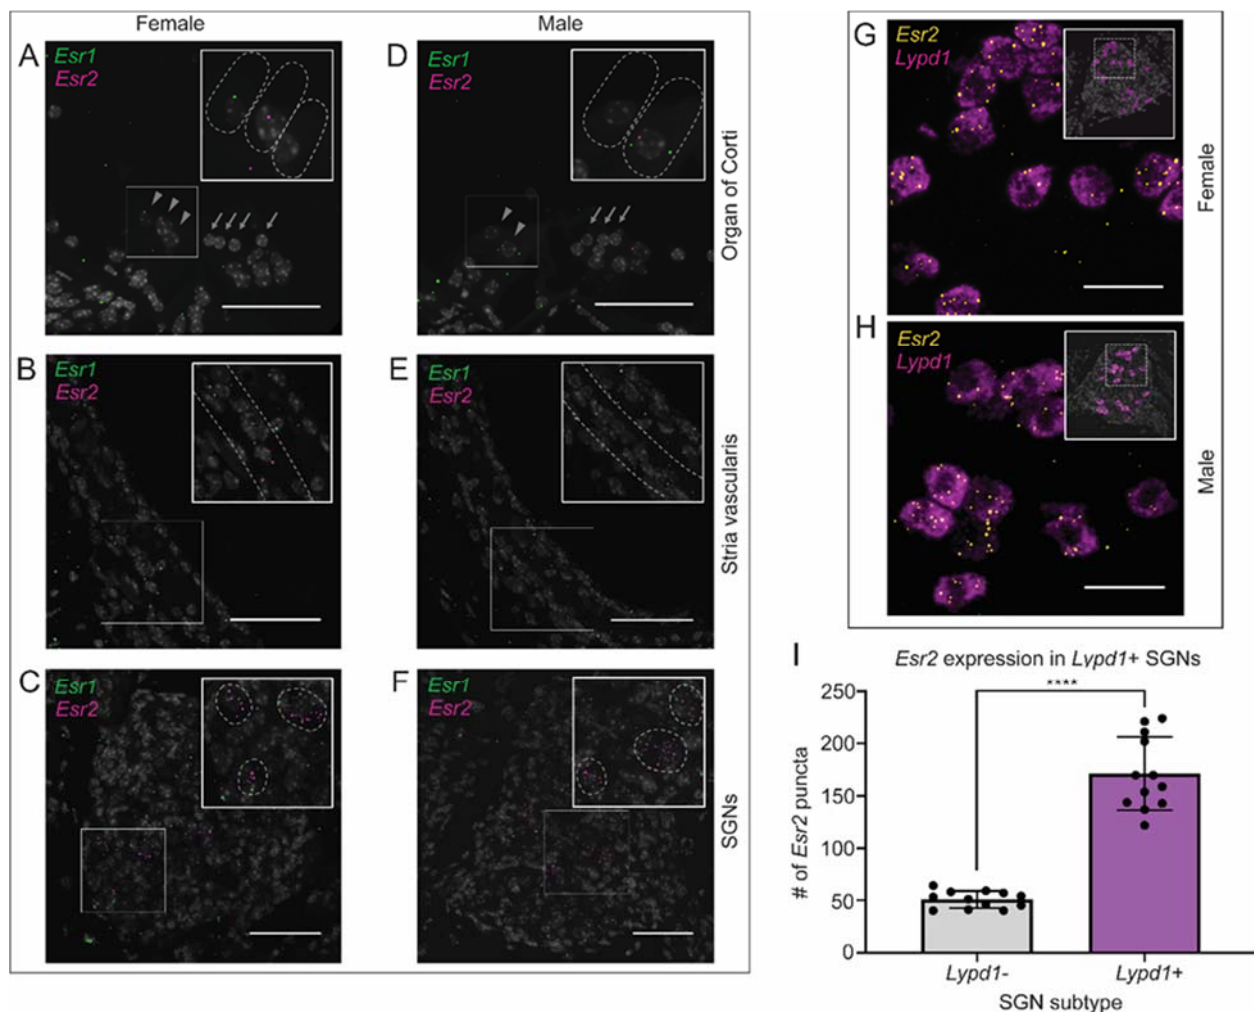 Female
Male
A
Esr1
Esr2
D
Esr1
Esr2
Organ of Corti
B
Esr1
Esr2
E
Esr1
Esr2
Stria vascularis
C
Esr1
Esr2
F
Esr1
Esr2
SGNs
G
Esr2
Lypd1
Female
H
Esr2
Lypd1
Male
I
Esr2 expression in Lypd1+ SGNs
****
250
200
150
100
50
0
# of Esr2 puncta
Lypd1-
Lypd1+
SGN subtype